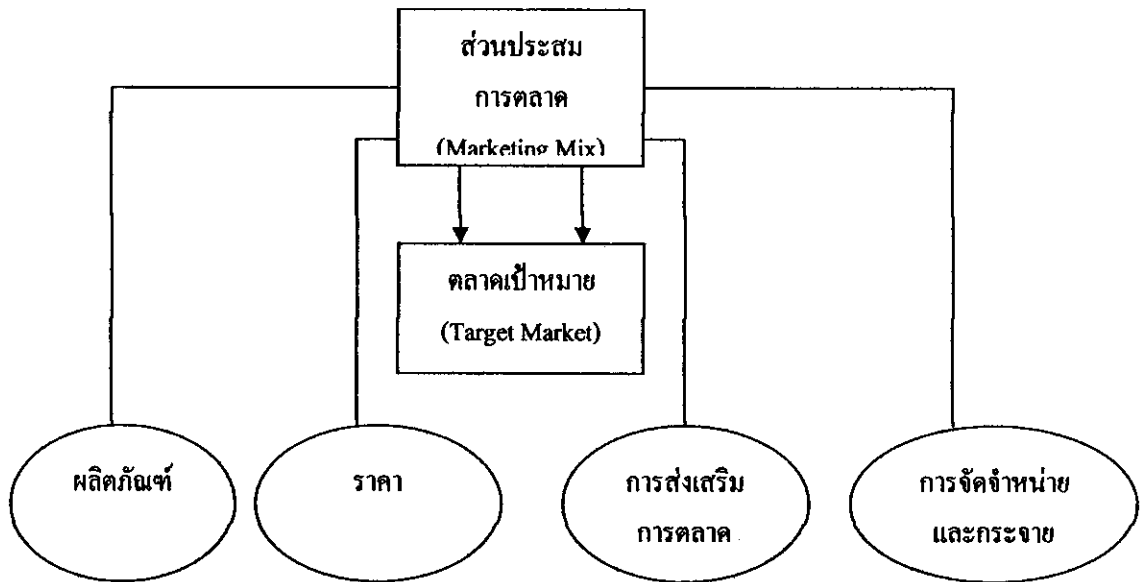 ส่วนประสม
การตลาด
(Marketing Mix)
ตลาดเป้าหมาย
(Target Market)
ผลิตภัณฑ์
ราคา
การส่งเสริม
การตลาด
การจัดจำหน่าย
และกระจาย